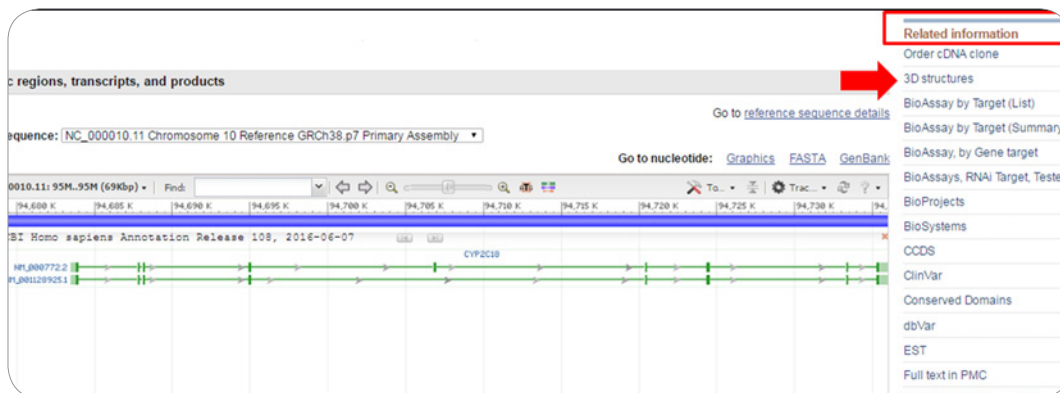 Related information
Order cDNA clone
c regions, transcripts, and products
3D structures
Go to reference sequence details
BioAssay by Target (List)
equence: NC_000010.11 Chromosome 10 Reference GRCh38.p7 Primary Assembly
BioAssay by Target (Summary
Go to nucleotide: Graphics FASTA GenBank
BioAssay, by Gene target
BioAssays, RNAi Target, Teste
0010.11: 95M..95M (69Kbp) Find: To... Trac... ?
BioProjects
94,680 K 94,685 K 94,690 K 94,695 K 94,700 K 94,705 K 94,710 K 94,715 K 94,720 K 94,725 K 94,730 K 94,
BioSystems
CBI Homo sapiens Annotation Release 108, 2016-06-07
CCDS
CYP2C18
NM_000772.2
ClinVar
M_001128925.1
Conserved Domains
dbVar
EST
Full text in PMC